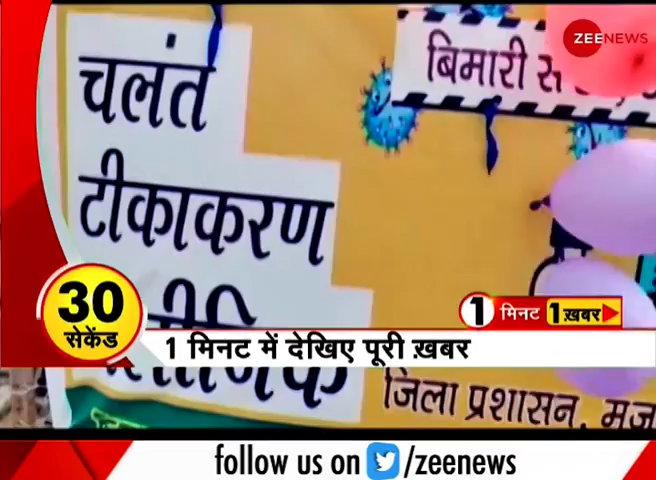 ZEENEWS
चलंत
बिमारी
टीकाकरण
30
सेकेंड
1 मिनट 1 ख़बर
1 मिनट में देखिए पूरी ख़बर
जिला प्रशासन,
follow us on /zeenews